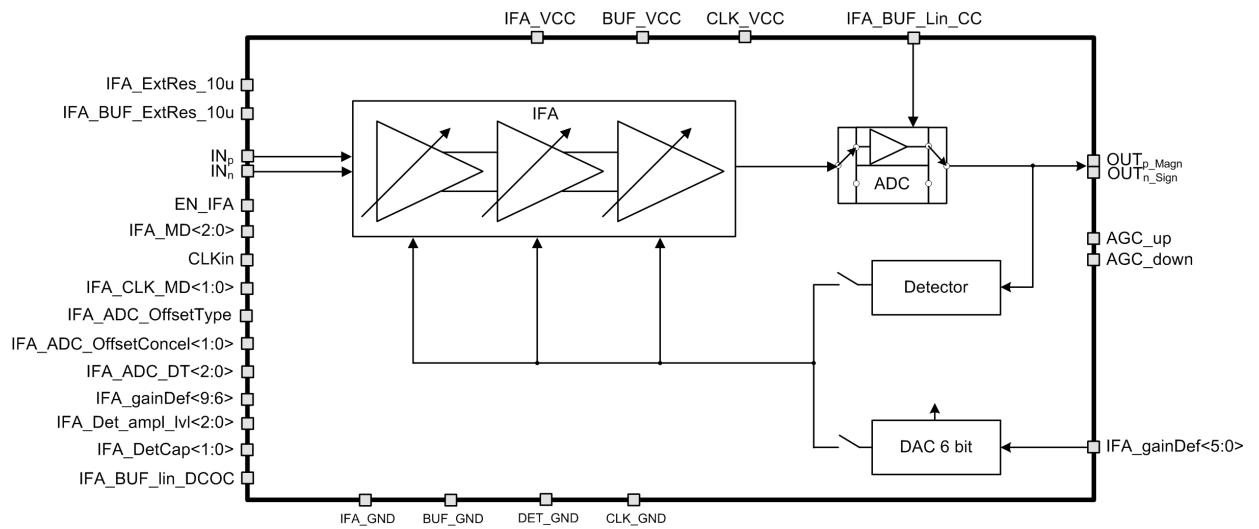 IFA_VCC
BUF_VCC
CLK_VCC
IFA_BUF_Lin_CC
IFA_ExtRes_10u
IFA_BUF_ExtRes_10u
INp
INn
EN_IFA
IFA_MD<2:0>
CLKin
IFA_CLK_MD<1:0>
IFA_ADC_OffsetType
IFA_ADC_OffsetConcel<1:0>
IFA_ADC_DT<2:0>
IFA_gainDef<9:6>
IFA_Det_ampl_lvl<2:0>
IFA_DetCap<1:0>
IFA_BUF_lin_DCOC
IFA
ADC
Detector
DAC 6 bit
OUTp_Magn
OUTn_Sign
AGC_up
AGC_down
IFA_gainDef<5:0>
IFA_GND
BUF_GND
DET_GND
CLK_GND